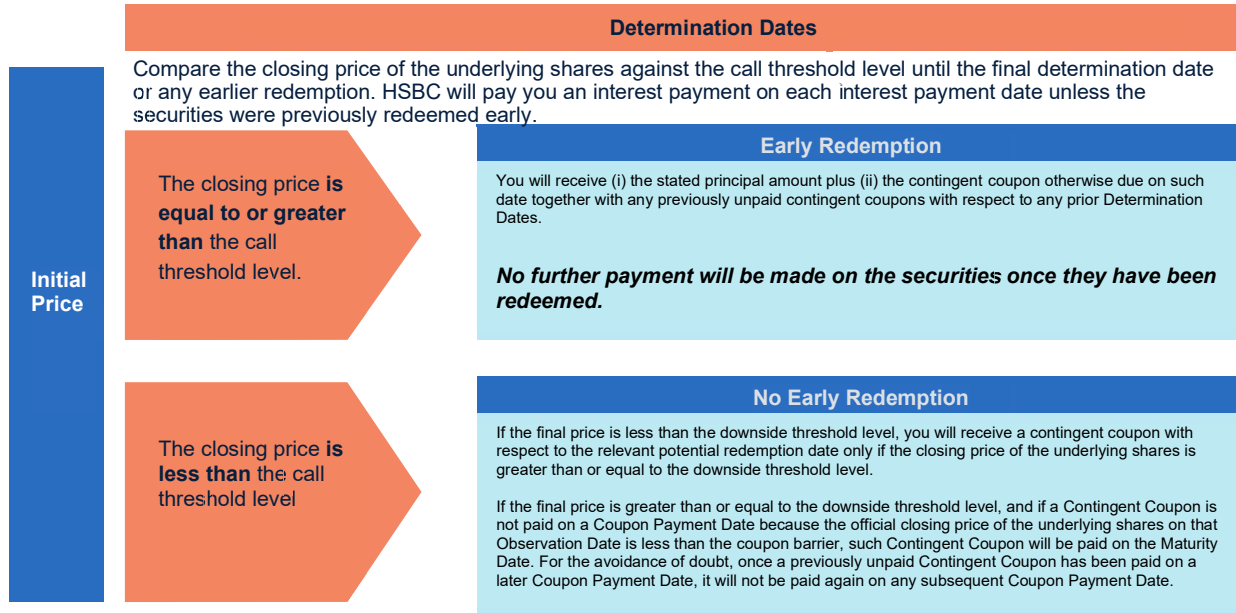 Determination Dates
Compare the closing price of the underlying shares against the call threshold level until the final determination date
or any earlier redemption. HSBC will pay you an interest payment on each interest payment date unless the
securities were previously redeemed early.
Initial
Price
The closing price is
equal to or greater
than the call
threshold level.
Early Redemption
You will receive (i) the stated principal amount plus (ii) the contingent coupon otherwise due on such
date together with any previously unpaid contingent coupons with respect to any prior Determination
Dates.
No further payment will be made on the securities once they have been
redeemed.
The closing price is
less than the call
threshold level
No Early Redemption
If the final price is less than the downside threshold level, you will receive a contingent coupon with
respect to the relevant potential redemption date only if the closing price of the underlying shares is
greater than or equal to the downside threshold level.
If the final price is greater than or equal to the downside threshold level, and if a Contingent Coupon is
not paid on a Coupon Payment Date because the official closing price of the underlying shares on that
Observation Date is less than the coupon barrier, such Contingent Coupon will be paid on the Maturity
Date. For the avoidance of doubt, once a previously unpaid Contingent Coupon has been paid on a
later Coupon Payment Date, it will not be paid again on any subsequent Coupon Payment Date.